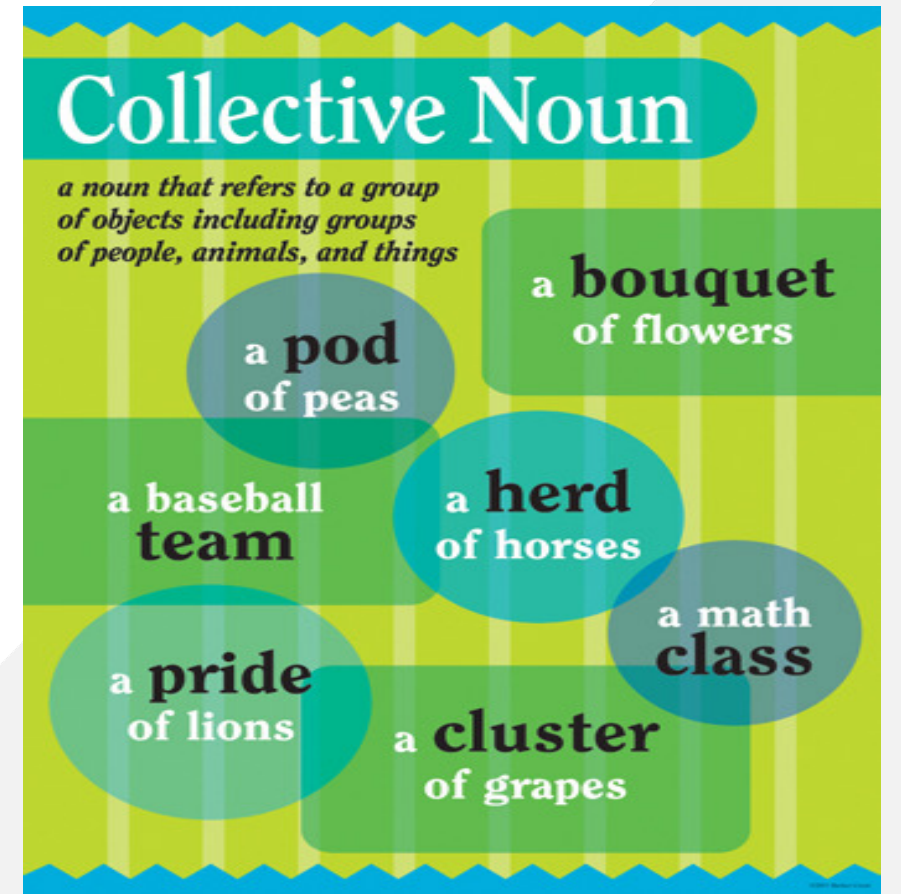 Collective Noun
a noun that refers to a group
of objects including groups
of people, animals, and things
a bouquet
of flowers
a pod
of peas
a baseball
team
a herd
of horses
a math
class
a pride
of lions
a cluster
of grapes